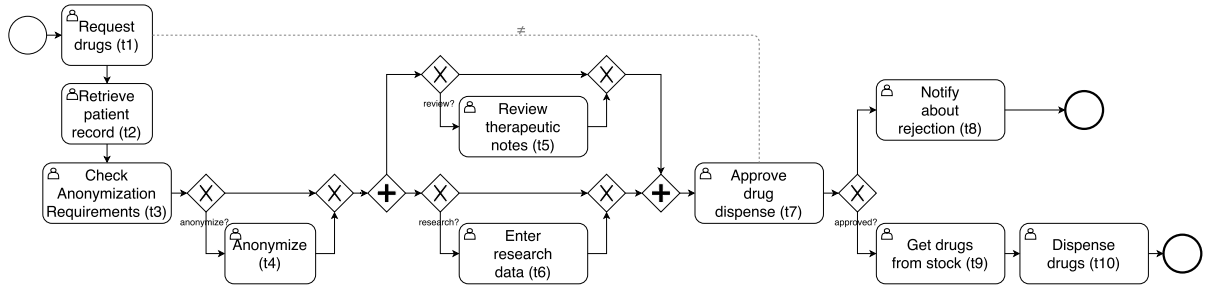 Request
drugs (t1)
≠
Retrieve
patient
record (t2)
Check
Anonymization
Requirements (t3)
anonymize?
Anonymize
(t4)
review?
Review
therapeutic
notes (t5)
research?
Enter
research
data (t6)
Approve
drug
dispense (t7)
approved?
Notify
about
rejection (t8)
Get drugs
from stock (t9)
Dispense
drugs (t10)